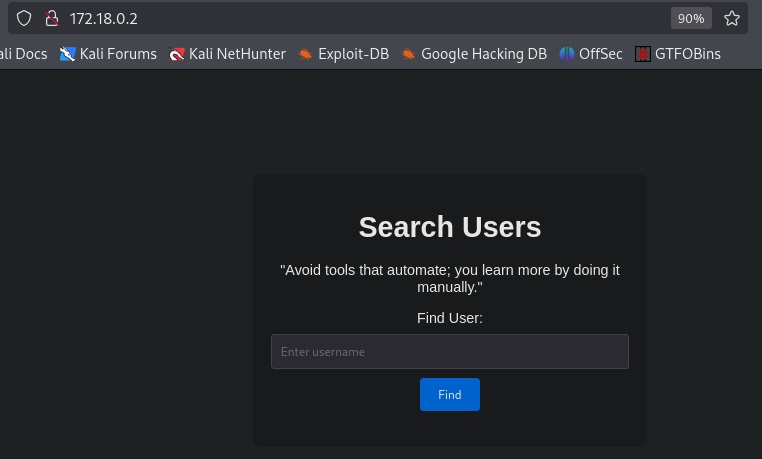 172.18.0.2 90%
ali Docs Kali Forums Kali NetHunter Exploit-DB Google Hacking DB OffSec GTFOBins
Search Users
"Avoid tools that automate; you learn more by doing it
manually."
Find User:
Enter username
Find